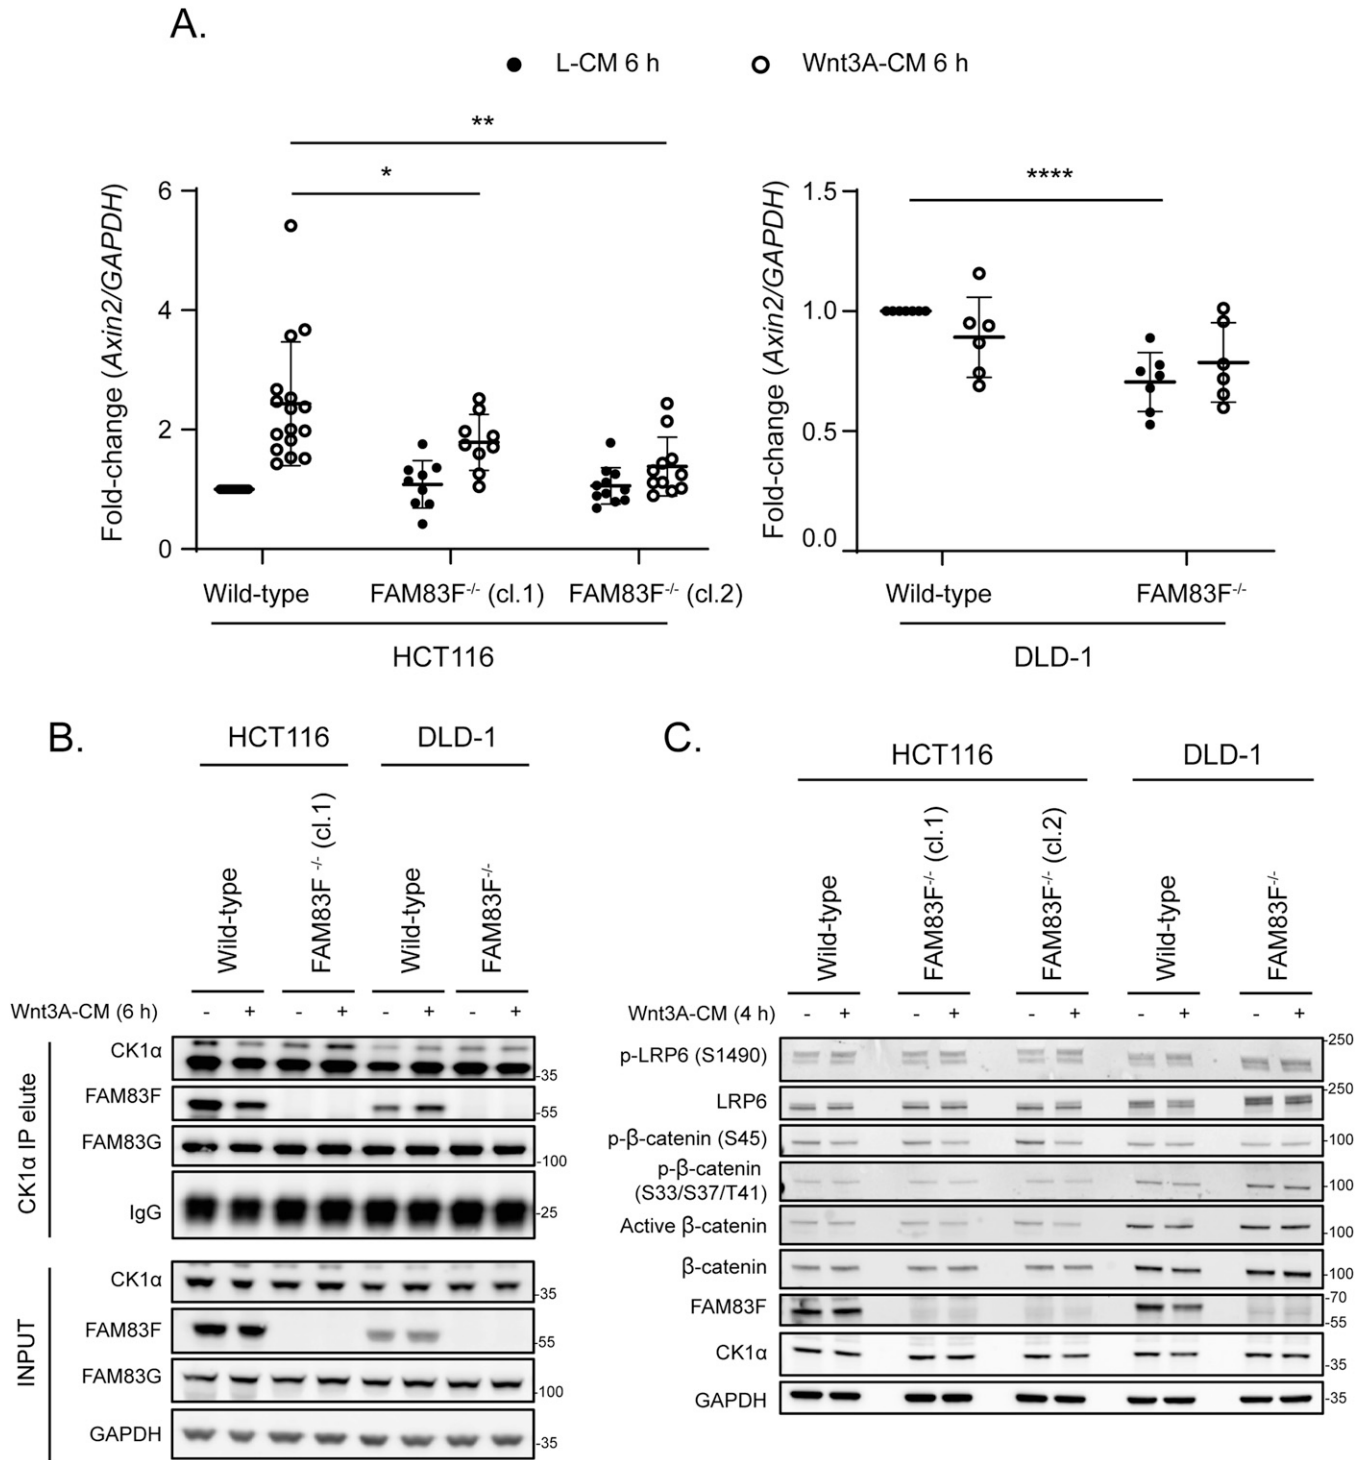 A.
L-CM 6 h
Wnt3A-CM 6 h
**
*
6
4
2
0
Fold-change (Axin2/GAPDH)
Wild-type
FAM83F-/- (cl.1)
FAM83F-/- (cl.2)
HCT116
****
1.5
1.0
0.5
0.0
Fold-change (Axin2/GAPDH)
Wild-type
FAM83F-/-
DLD-1
B.
HCT116
DLD-1
Wild-type
FAM83F -/- (cl.1)
Wild-type
FAM83F-/-
Wnt3A-CM (6 h) - + - + - + - +
CK1α IP elute
CK1α -35
FAM83F -55
FAM83G -100
IgG -25
INPUT
CK1α -35
FAM83F -55
FAM83G -100
GAPDH -35
C.
HCT116
DLD-1
Wild-type
FAM83F-/- (cl.1)
FAM83F-/- (cl.2)
Wild-type
FAM83F-/-
Wnt3A-CM (4 h) - + - + - + - + - +
p-LRP6 (S1490) -250
LRP6 -250
p-β-catenin (S45) -100
p-β-catenin
(S33/S37/T41) -100
Active β-catenin -100
β-catenin -100
FAM83F -70
-55
CK1α -35
GAPDH -35